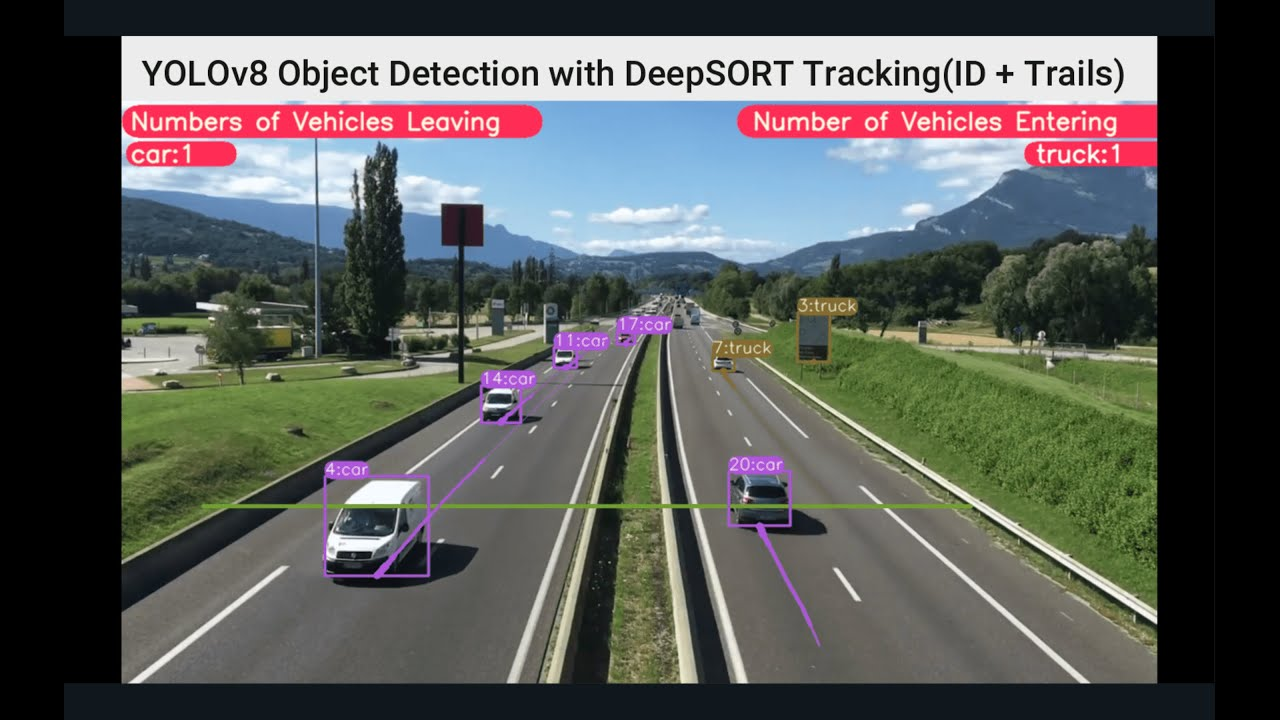 YOLOv8 Object Detection with DeepSORT Tracking(ID + Trails)
Numbers of Vehicles Leaving
Number of Vehicles Entering
car:1
truck:1
3:truck
17:car
11:car
7:truck
14:car
20:car
4:car